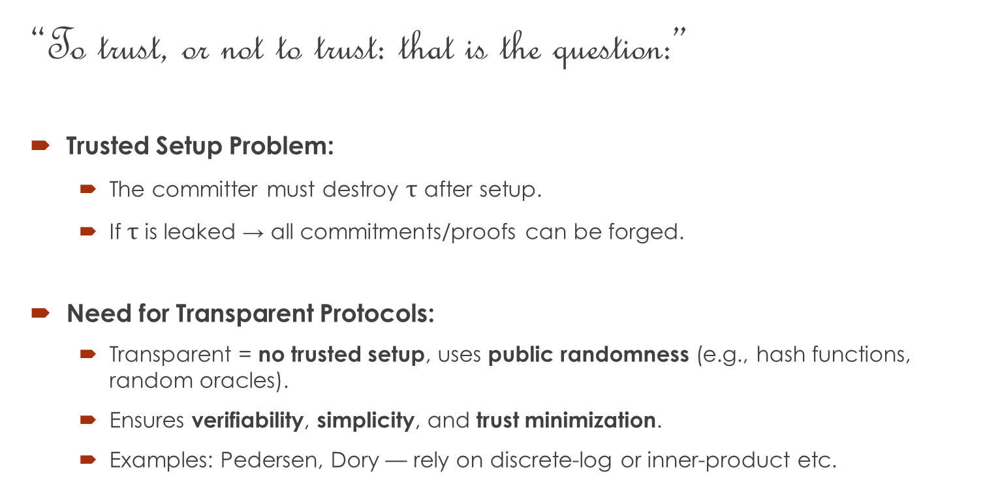 “To trust, or not to trust: that is the question:”
Trusted Setup Problem:
The committer must destroy τ after setup.
If τ is leaked → all commitments/proofs can be forged.
Need for Transparent Protocols:
Transparent = no trusted setup, uses public randomness (e.g., hash functions,
random oracles).
Ensures verifiability, simplicity, and trust minimization.
Examples: Pedersen, Dory — rely on discrete-log or inner-product etc.